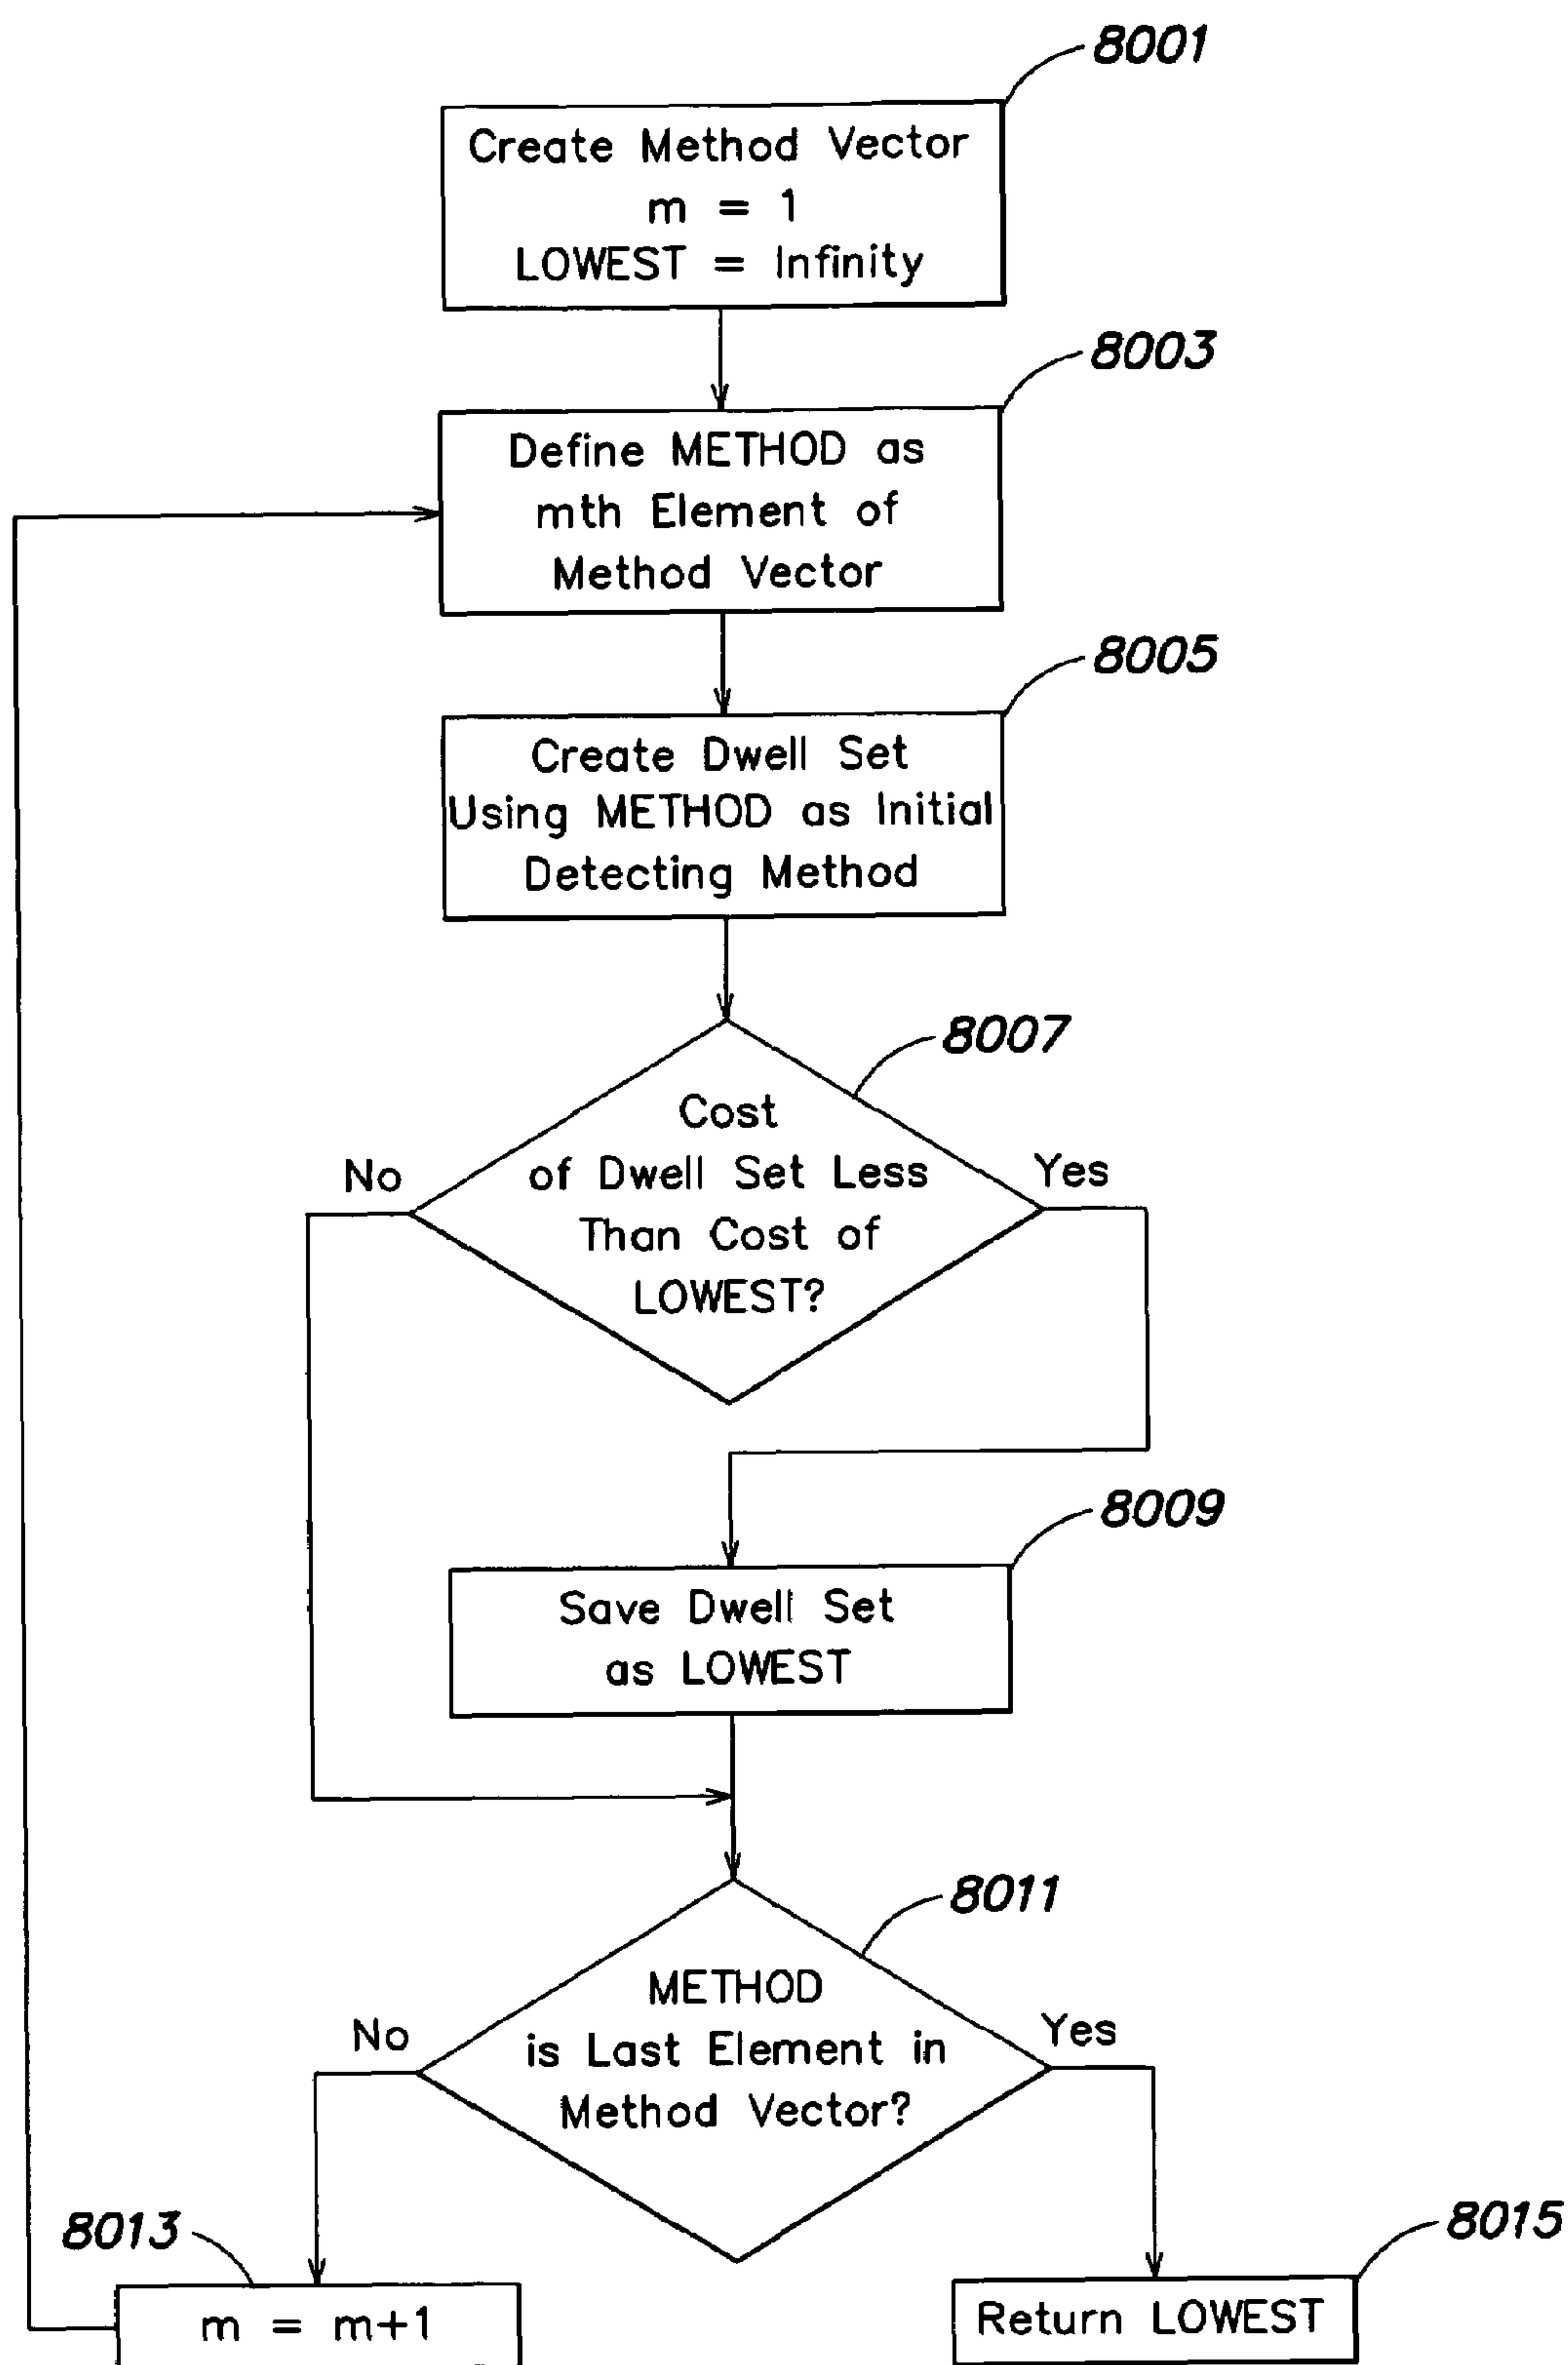 8001
Create Method Vector
m = 1
LOWEST = Infinity
8003
Define METHOD as
mth Element of
Method Vector
8005
Create Dwell Set
Using METHOD as Initial
Detecting Method
8007
Cost
of Dwell Set Less
Than Cost of
LOWEST?
No
Yes
8009
Save Dwell Set
as LOWEST
8011
METHOD
is Last Element in
Method Vector?
No
Yes
8013
m = m+1
8015
Return LOWEST